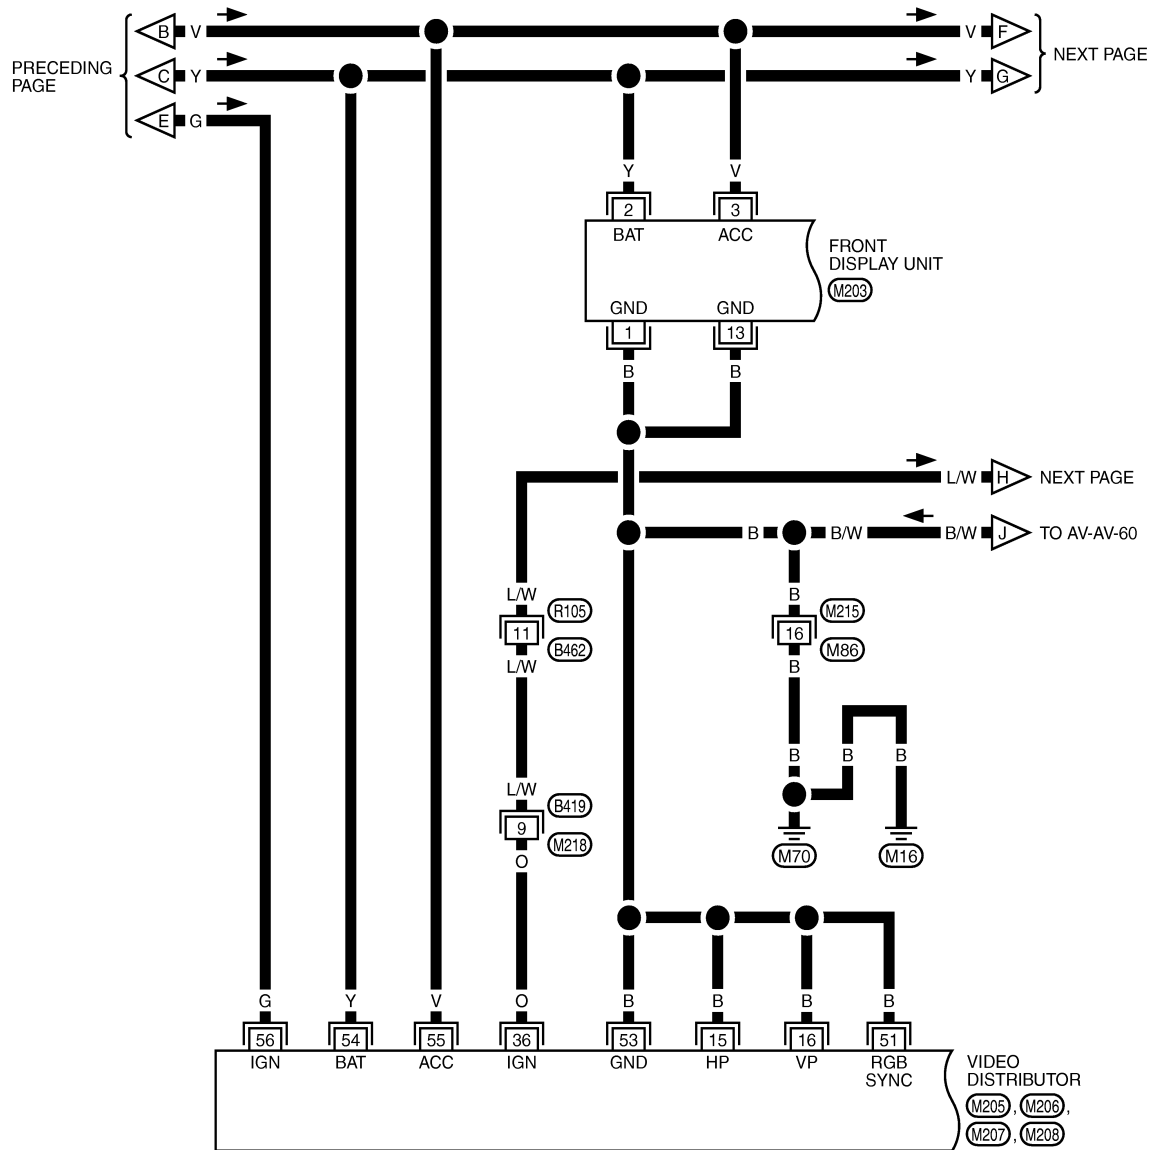 B V V F
PRECEDING
PAGE
NEXT PAGE
C Y Y G
E G
Y V
2 3
BAT ACC
FRONT
DISPLAY UNIT
M203
GND GND
1 13
B B
L/W H NEXT PAGE
B B/W B/W J TO AV-AV-60
L/W B
R105 M215
11 16
B462 M86
L/W B
B B B
L/W
B419
9
M218
O
M70 M16
G Y V O B B B B
56 54 55 36 53 15 16 51
IGN BAT ACC IGN GND HP VP RGB
SYNC
VIDEO
DISTRIBUTOR
M205 , M206 ,
M207 , M208